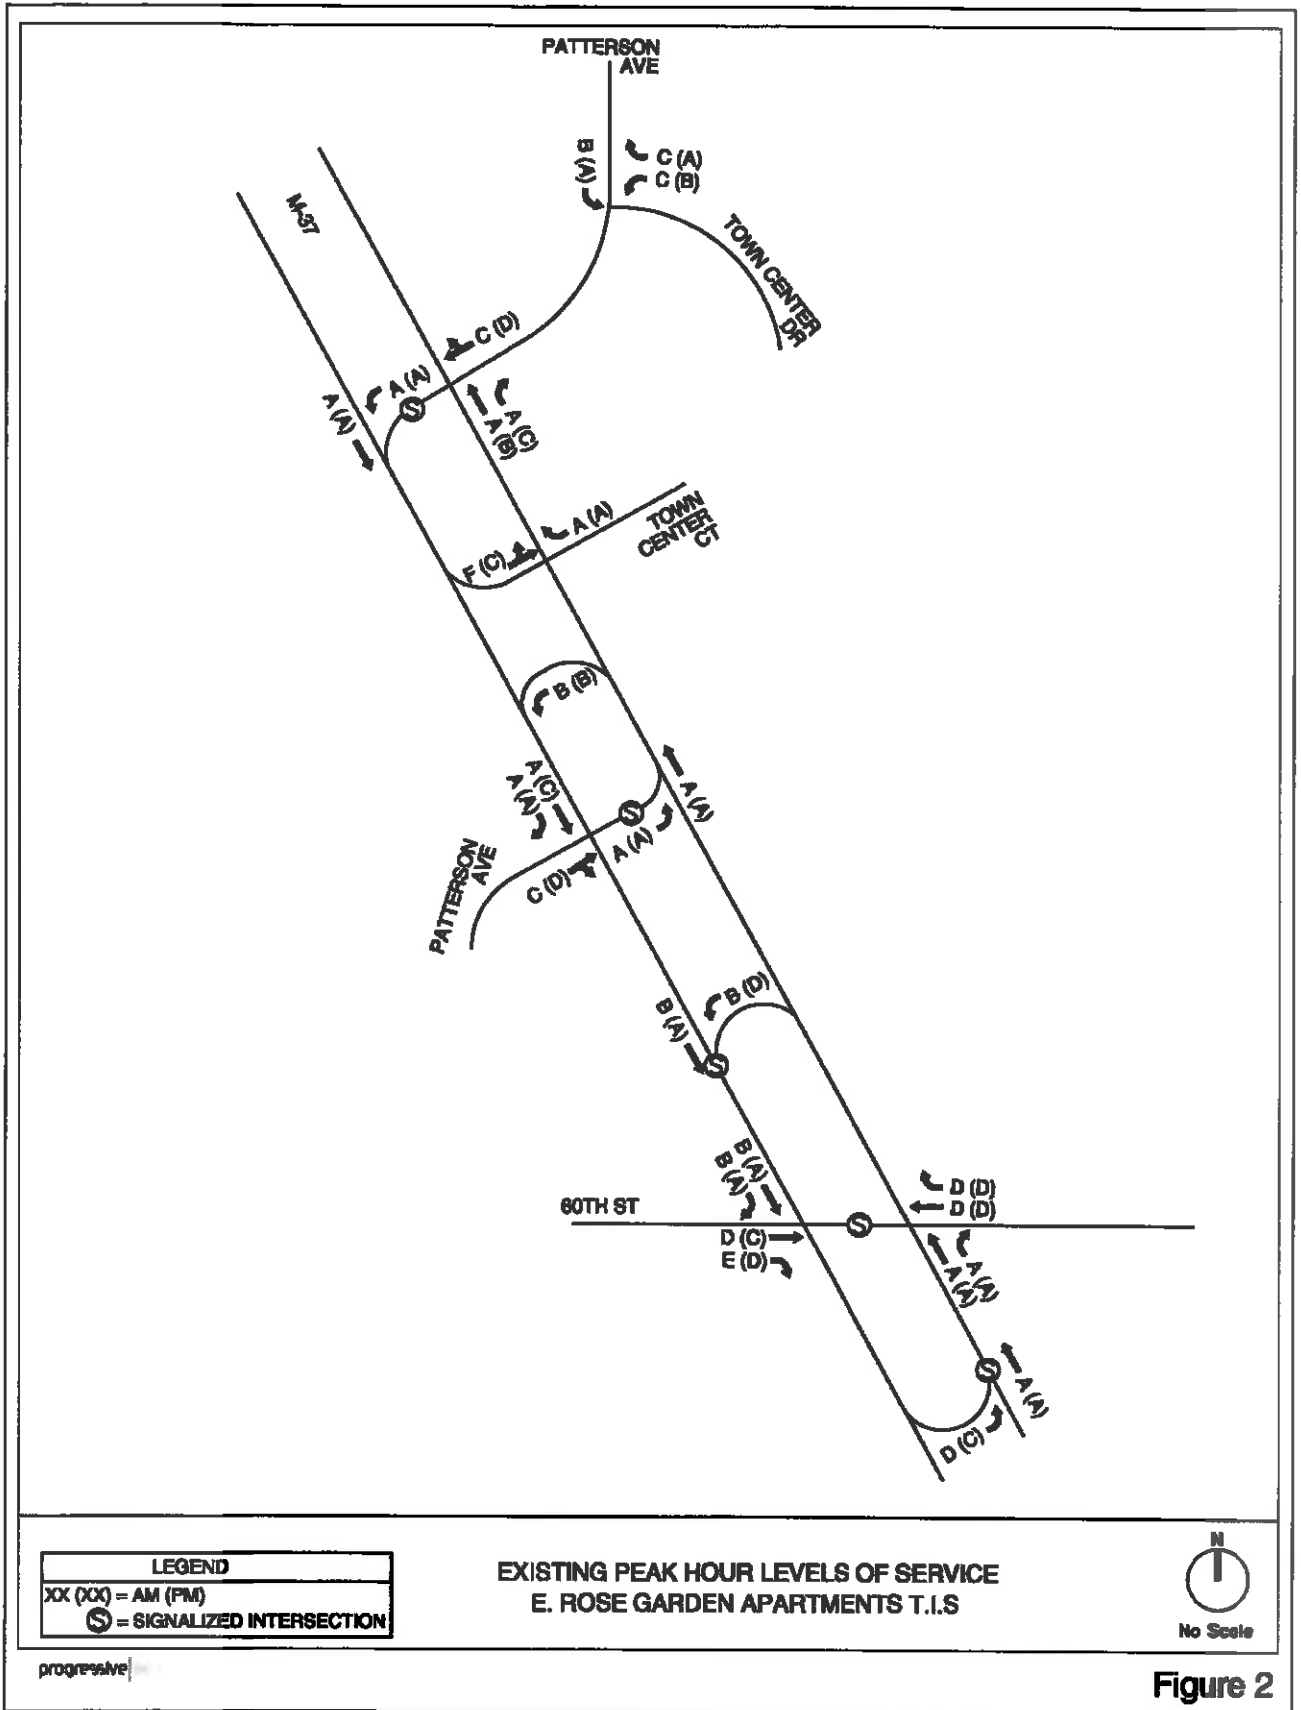 PATTERSON
AVE
B (A)
C (A)
C (B)
M-37
TOWN CENTER
DR
C (D)
A (A)
A (A)
A (C)
A (B)
A (A)
TOWN
CENTER
CT
F (C)
B (B)
A (C)
A (A)
A (A)
A (A)
PATTERSON
AVE
C (D)
B (D)
B (A)
B (A)
B (A)
60TH ST
D (D)
D (D)
D (C)
E (D)
A (A)
A (A)
A (A)
D (C)
S
S
S
S
S
LEGEND
XX (XX) = AM (PM)
S = SIGNALIZED INTERSECTION
EXISTING PEAK HOUR LEVELS OF SERVICE
E. ROSE GARDEN APARTMENTS T.I.S
N
No Scale
progressive
Figure 2